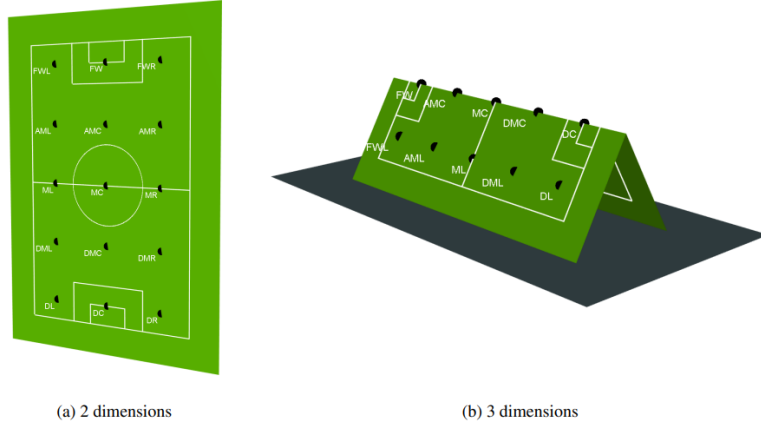 FWL FW FWR
AML AMC AMR
ML MC MR
DML DMC DMR
DL DC DR
(a) 2 dimensions
FW AMC MC DMC DC
FWL AML ML DML DL
(b) 3 dimensions